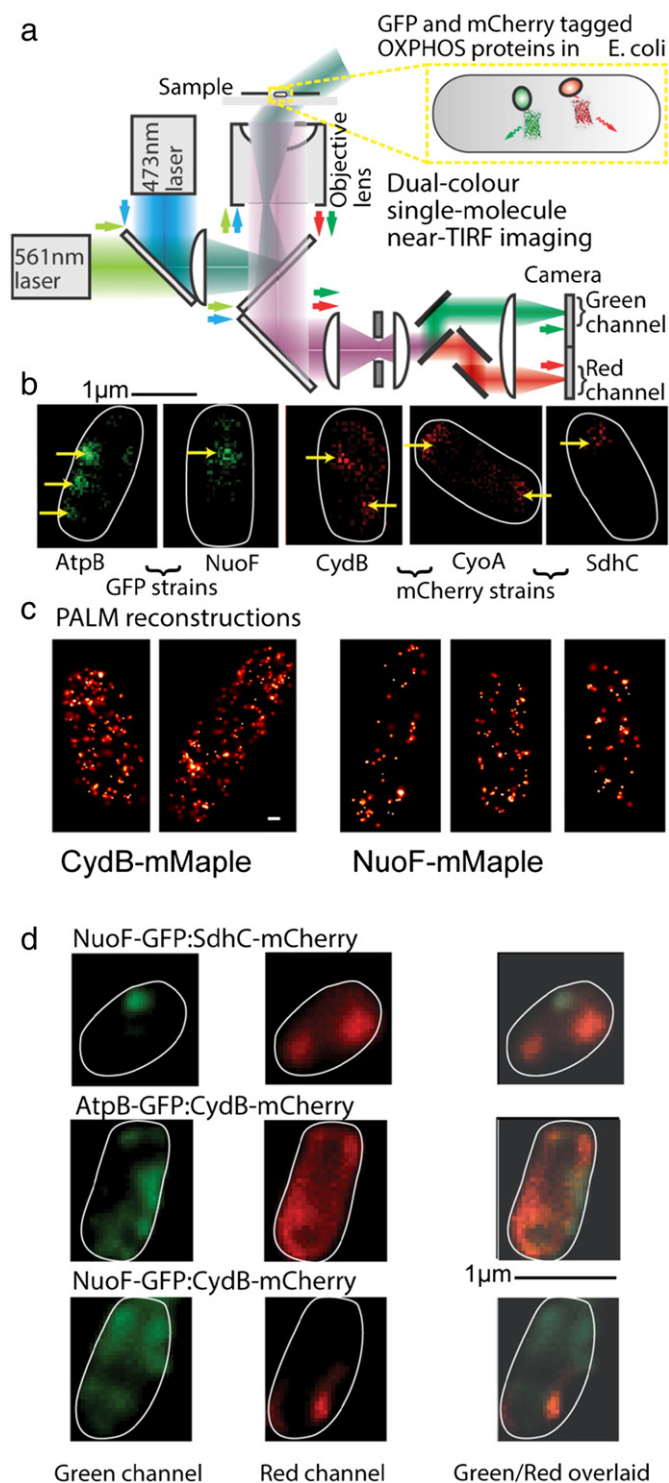 a
GFP and mCherry tagged
OXPHOS proteins in E. coli
Sample
473nm
laser
Objective
lens
561nm
laser
Dual-colour
single-molecule
near-TIRF imaging
Camera
Green
channel
Red
channel
b
1μm
AtpB
NuoF
CydB
CyoA
SdhC
GFP strains
mCherry strains
c
PALM reconstructions
CydB-mMaple
NuoF-mMaple
d
NuoF-GFP:SdhC-mCherry
AtpB-GFP:CydB-mCherry
NuoF-GFP:CydB-mCherry
1μm
Green channel
Red channel
Green/Red overlaid